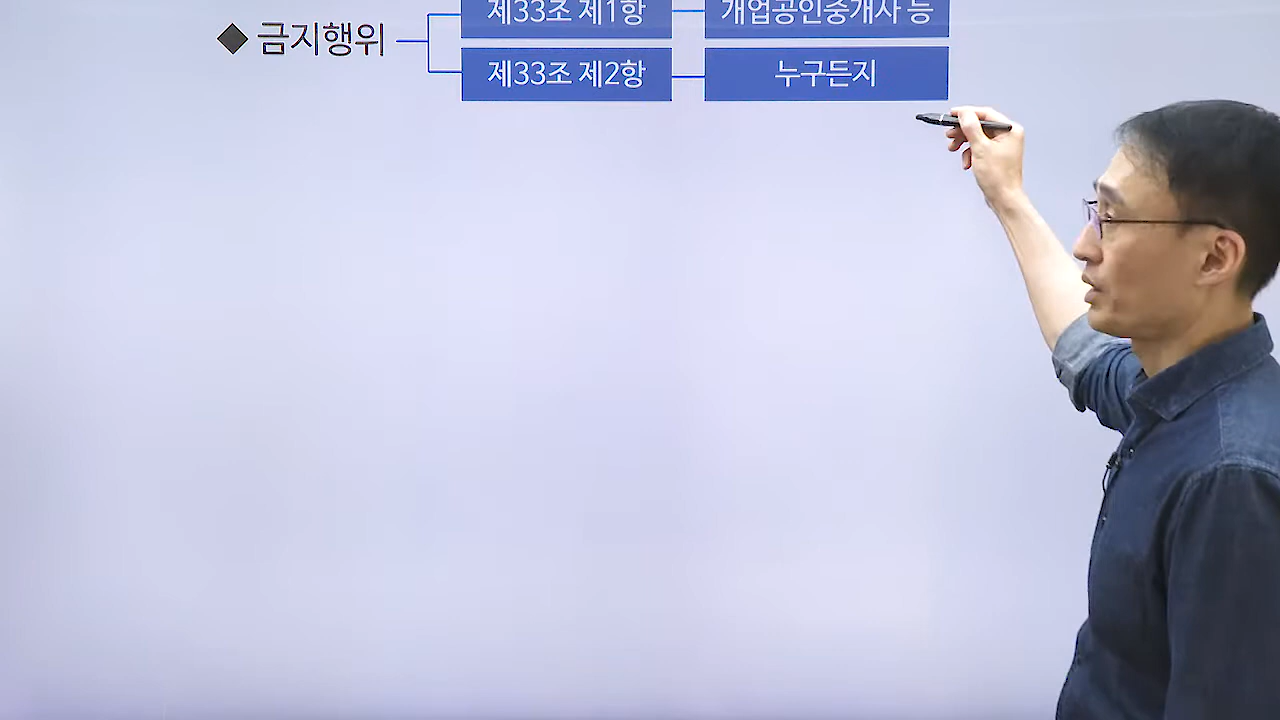 제33조 제1항 개업공인중개사 등
◆ 금지행위
제33조 제2항 누구든지